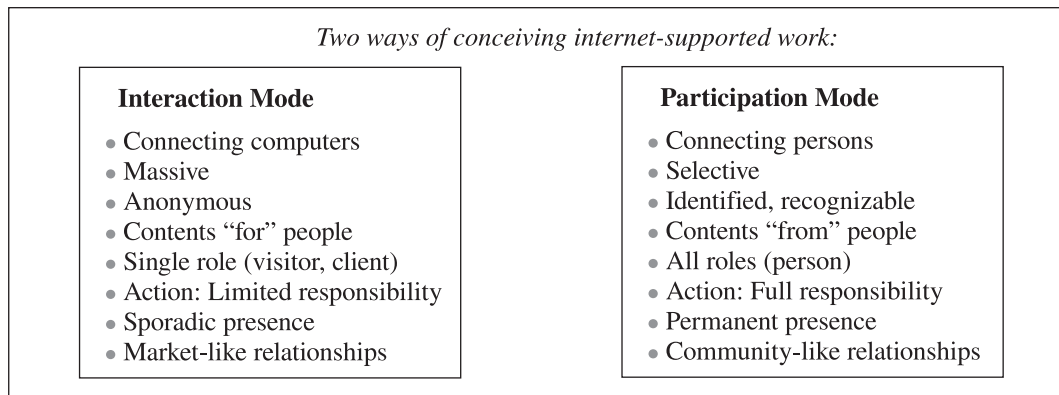 Two ways of conceiving internet-supported work:
Interaction Mode
• Connecting computers
• Massive
• Anonymous
• Contents “for” people
• Single role (visitor, client)
• Action: Limited responsibility
• Sporadic presence
• Market-like relationships
Participation Mode
• Connecting persons
• Selective
• Identified, recognizable
• Contents “from” people
• All roles (person)
• Action: Full responsibility
• Permanent presence
• Community-like relationships